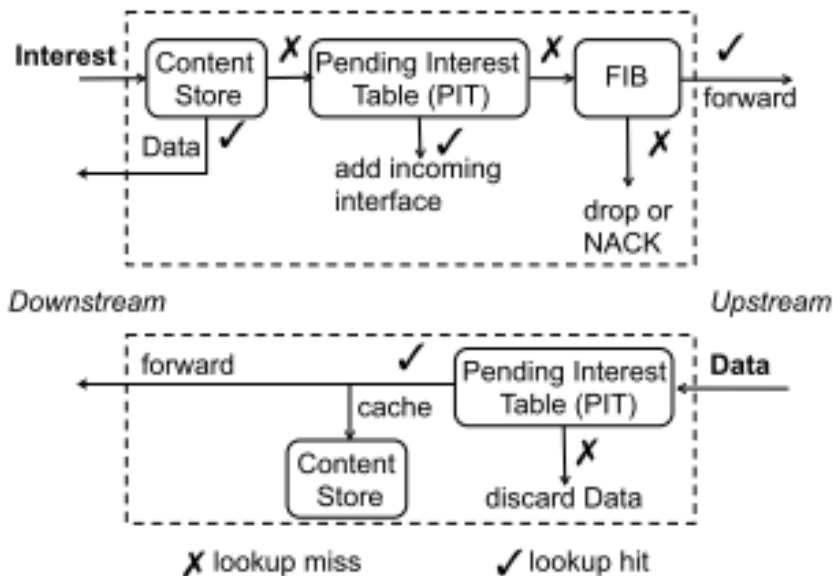 Interest
Content
Store
✗
Pending Interest
Table (PIT)
✗
FIB
✓
forward
Data
✓
✓
add incoming
interface
✗
drop or
NACK
Downstream
Upstream
forward
✓
Pending Interest
Table (PIT)
Data
cache
Content
Store
✗
discard Data
✗ lookup miss
✓ lookup hit